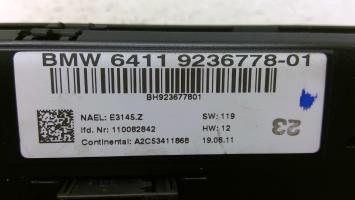 BMW 6411 9236778-01
BH923677801
NAEL: E3145.Z SW: 119
lfd. Nr: 110082842 HW: 12
Continental: A2C53411868 19.06.11
23